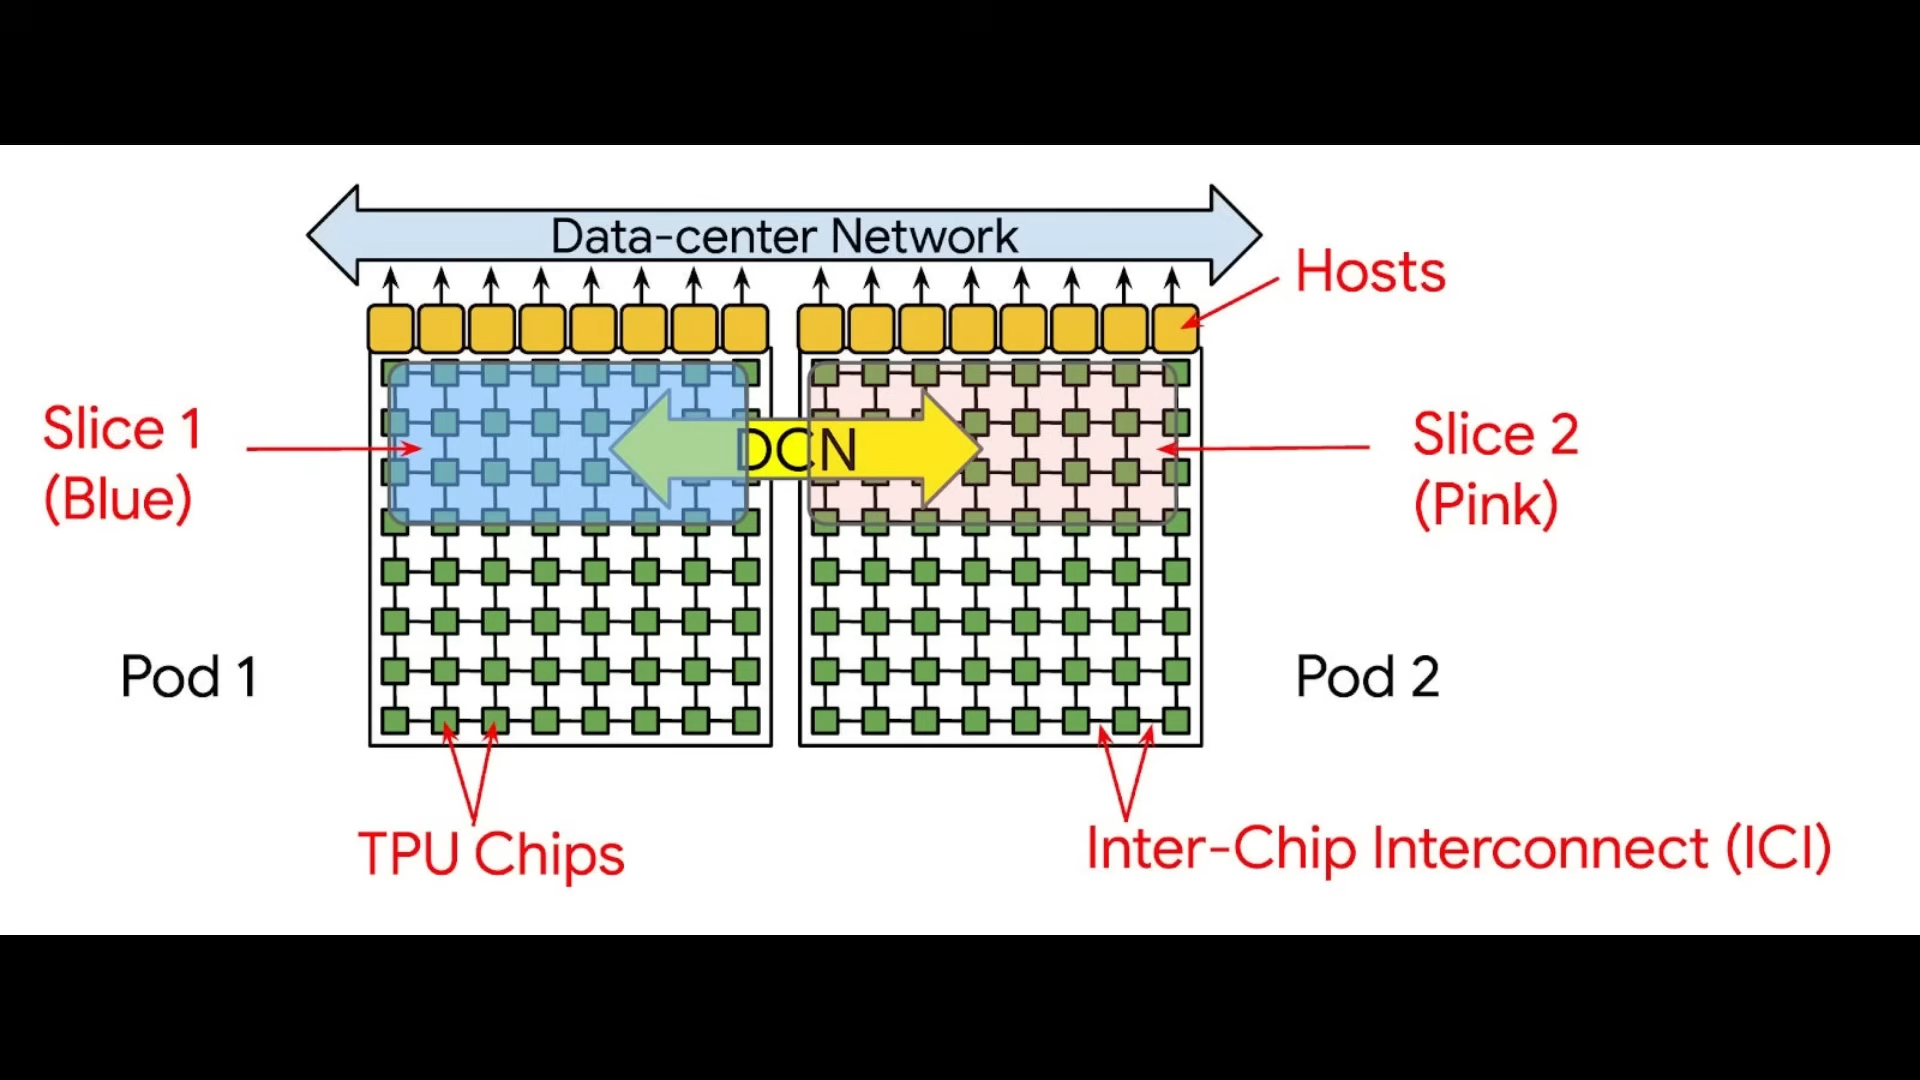 Data-center Network
Hosts
Slice 1
(Blue)
DCN
Slice 2
(Pink)
Pod 1
Pod 2
TPU Chips
Inter-Chip Interconnect (ICI)